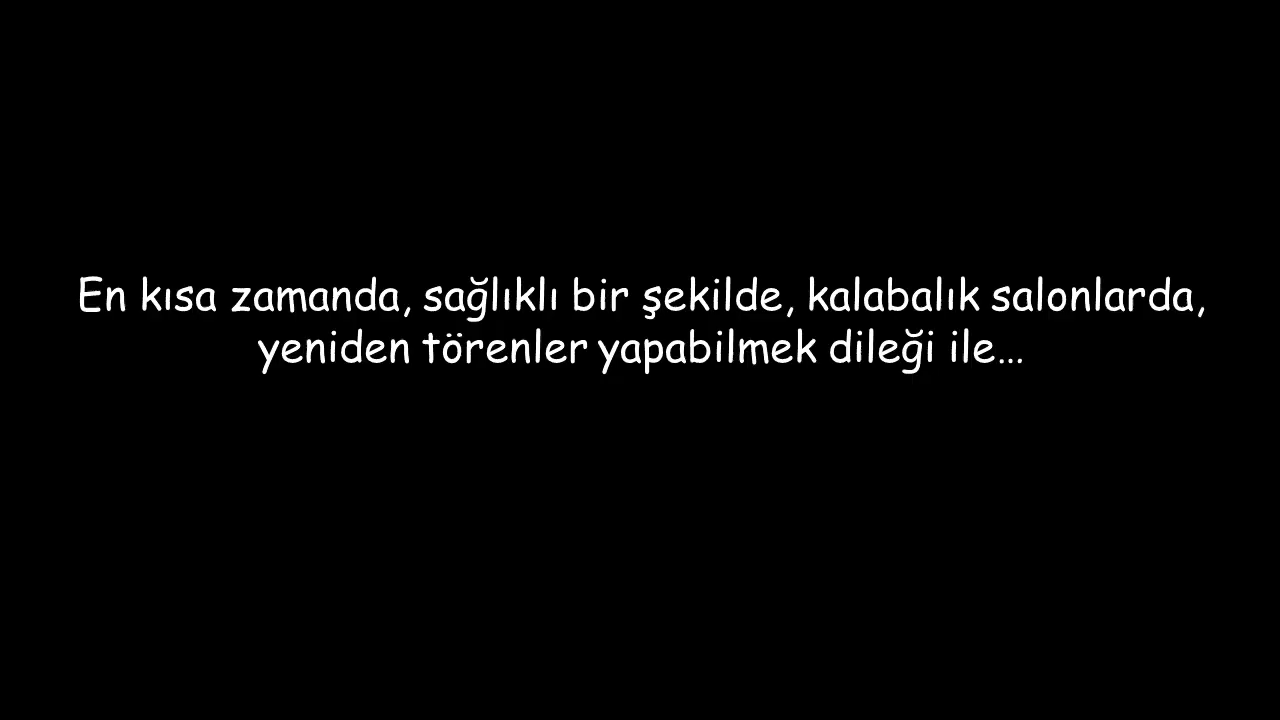 En kısa zamanda, sağlıklı bir şekilde, kalabalık salonlarda,
yeniden törenler yapabilmek dileği ile...